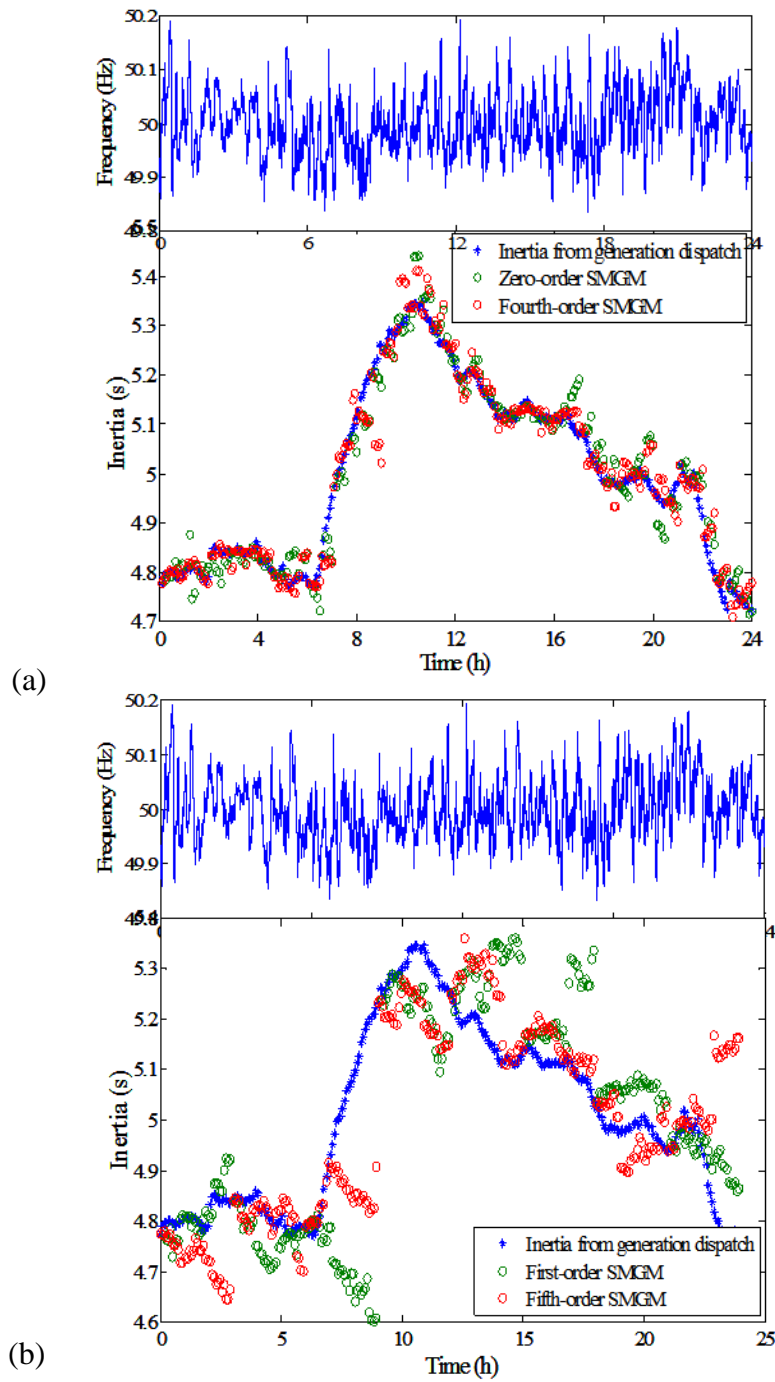 50.2
50.1
50
49.9
Frequency (Hz)
0
6
12
24
Inertia from generation dispatch
Zero-order SMGM
Fourth-order SMGM
5.4
5.3
5.2
5.1
5
4.9
4.8
4.7
Inertia (s)
0
4
8
12
16
20
24
Time (h)
(a)
50.2
50.1
50
49.9
Frequency (Hz)
5.3
5.2
5.1
5
4.9
4.8
4.7
4.6
Inertia (s)
Inertia from generation dispatch
First-order SMGM
Fifth-order SMGM
0
5
10
15
20
25
Time (h)
(b)